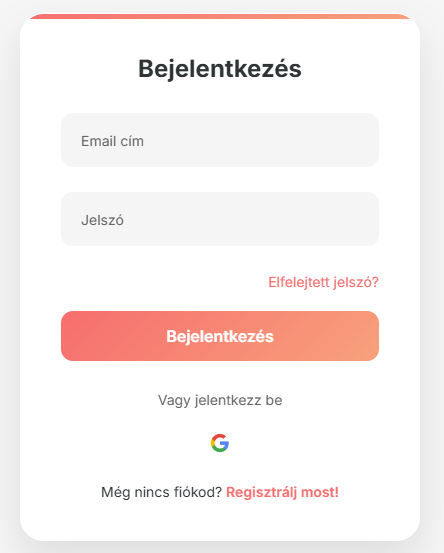 Bejelentkezés
Email cím
Jelszó
Elfelejtett jelszó?
Bejelentkezés
Vagy jelentkezz be
Még nincs fiókod? Regisztrálj most!